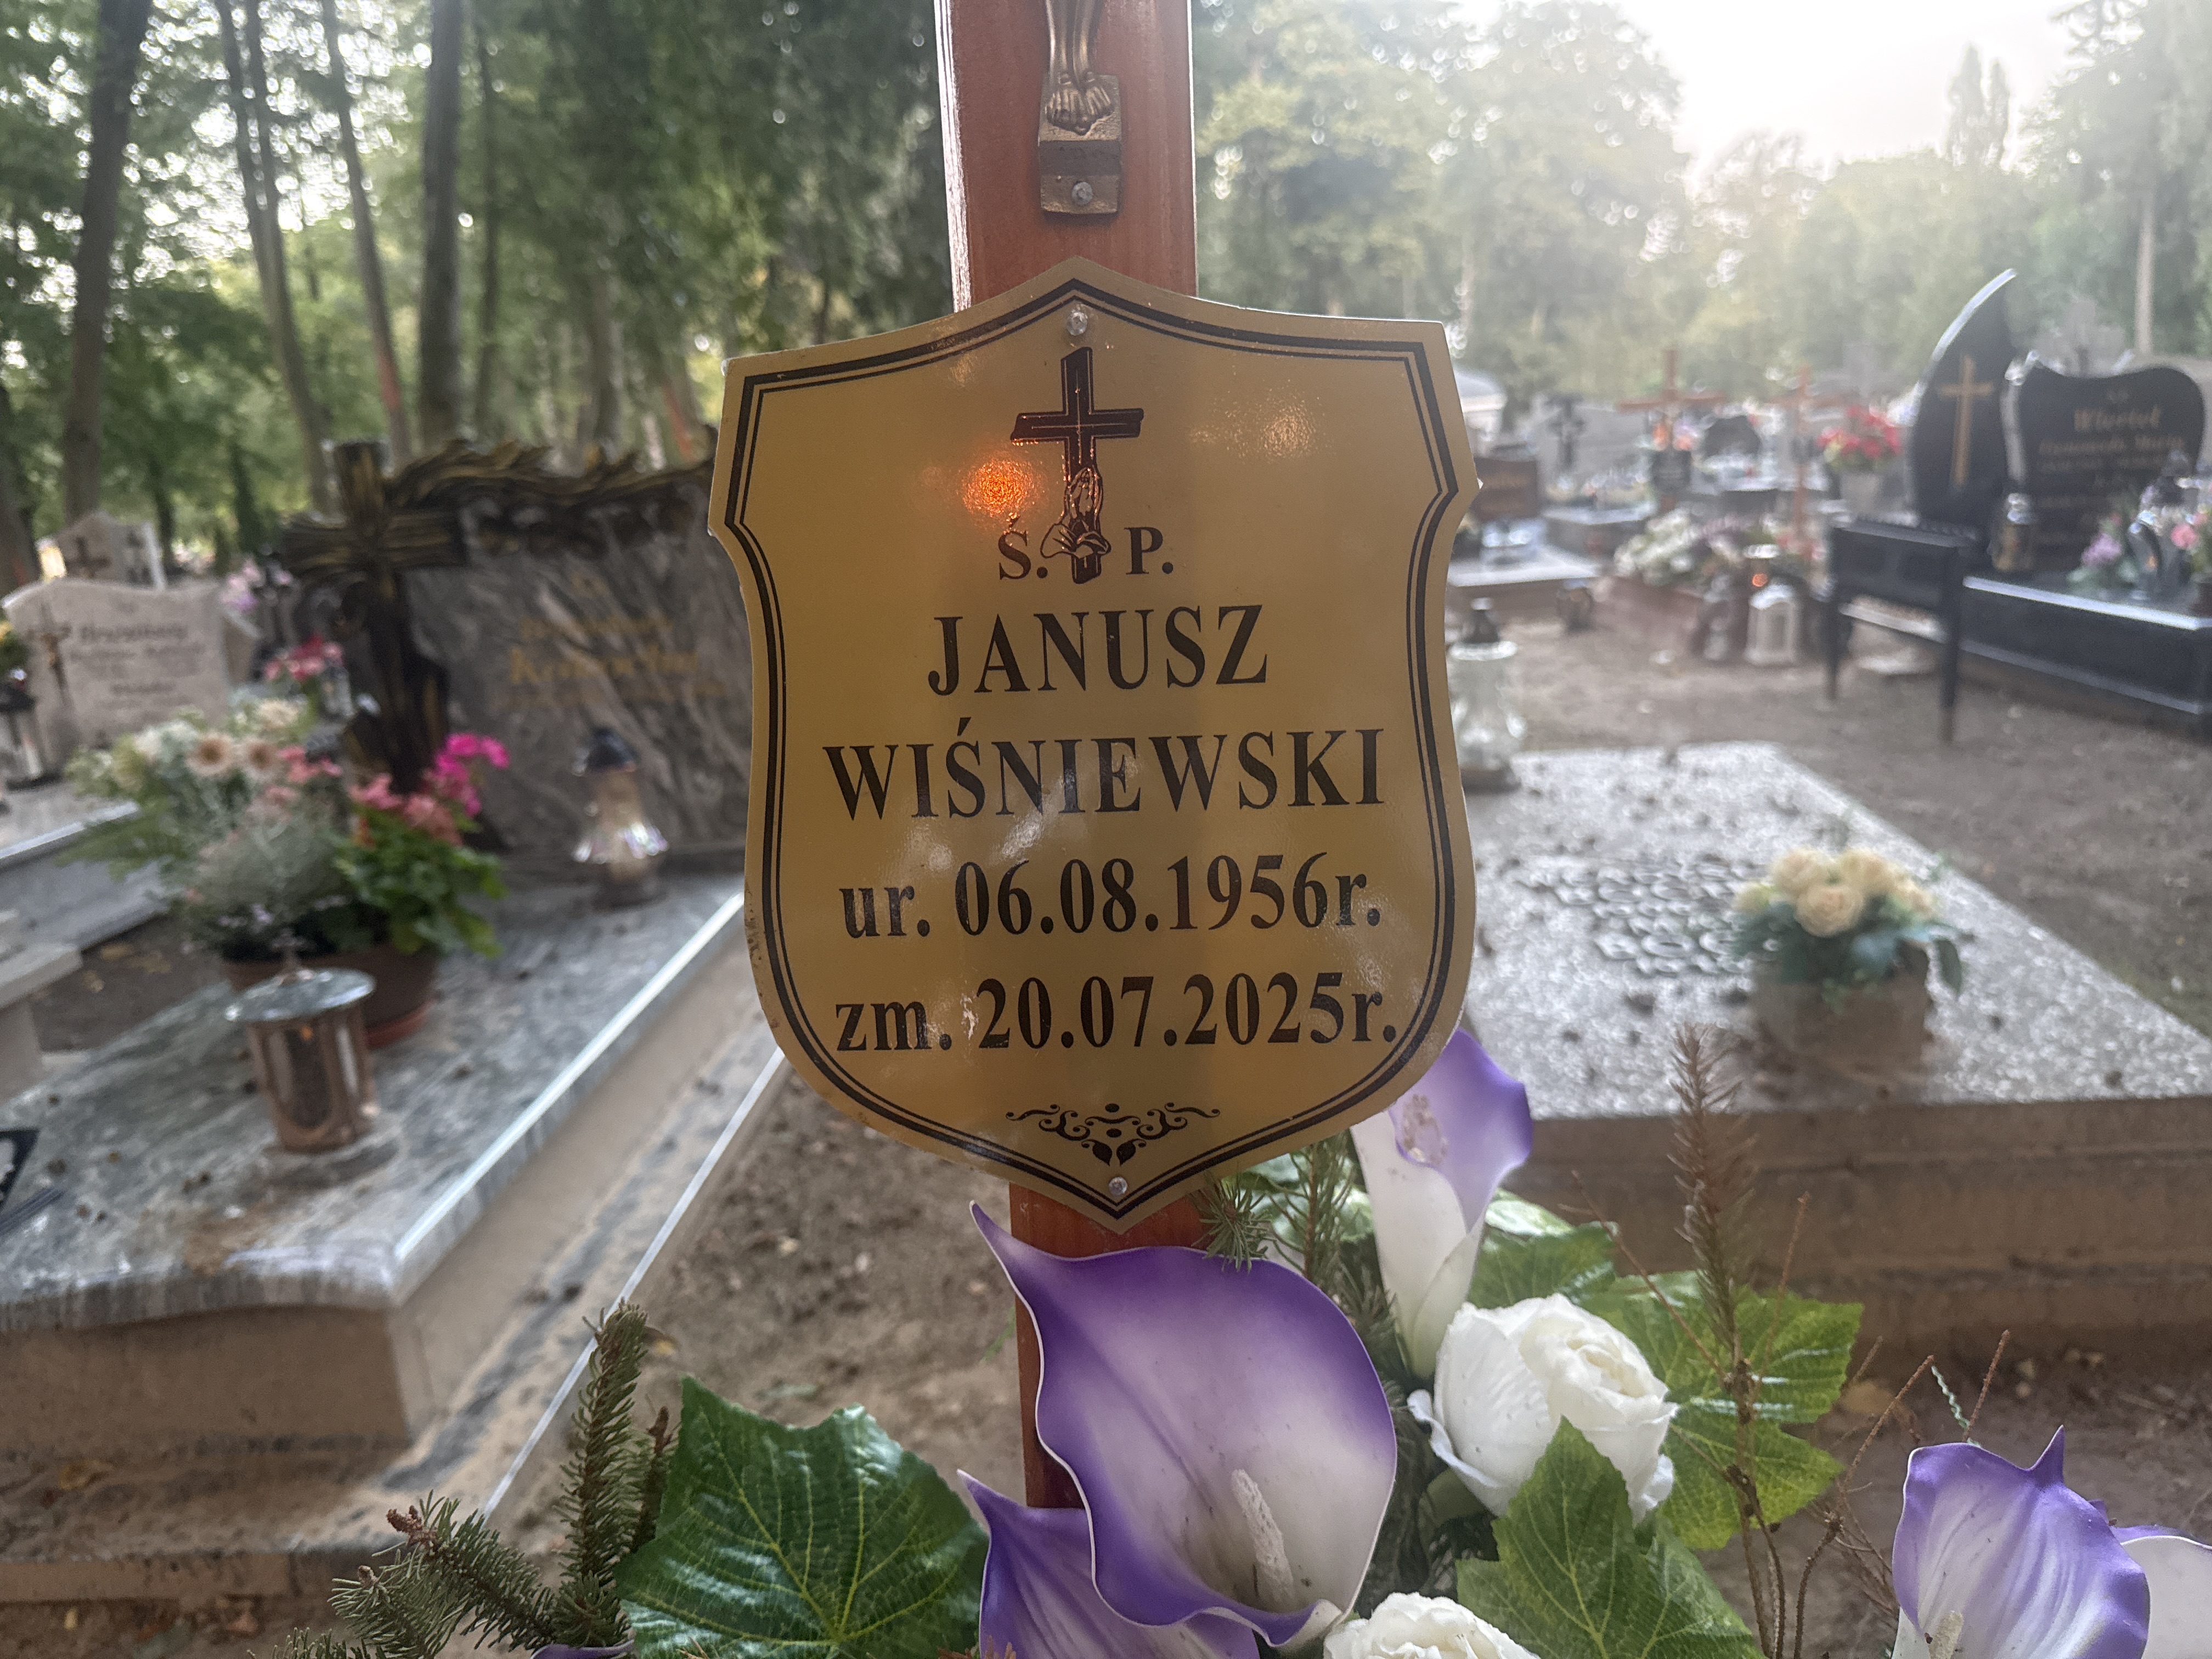 Ś. P.
JANUSZ
WIŚNIEWSKI
ur. 06.08.1956r.
zm. 20.07.2025r.